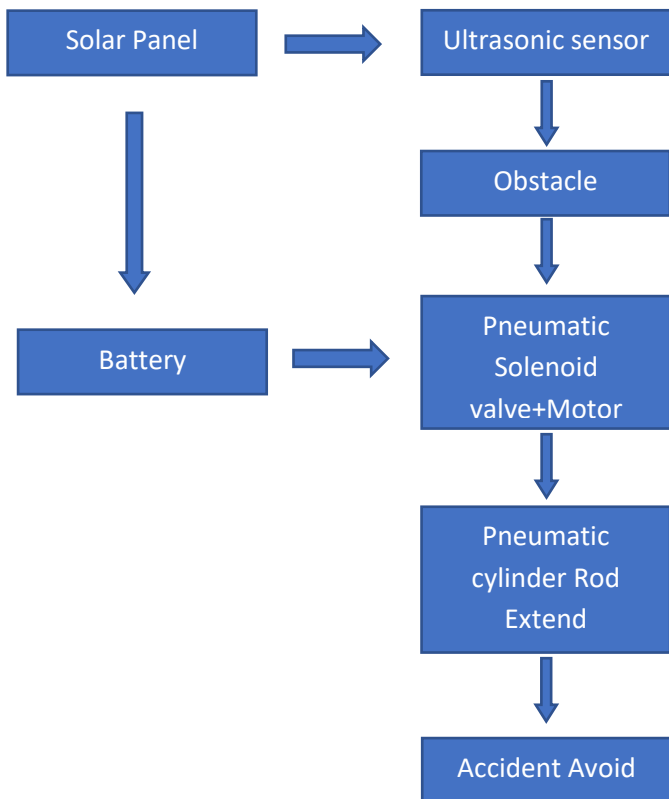 Solar Panel
Ultrasonic sensor
Obstacle
Battery
Pneumatic
Solenoid
valve+Motor
Pneumatic
cylinder Rod
Extend
Accident Avoid